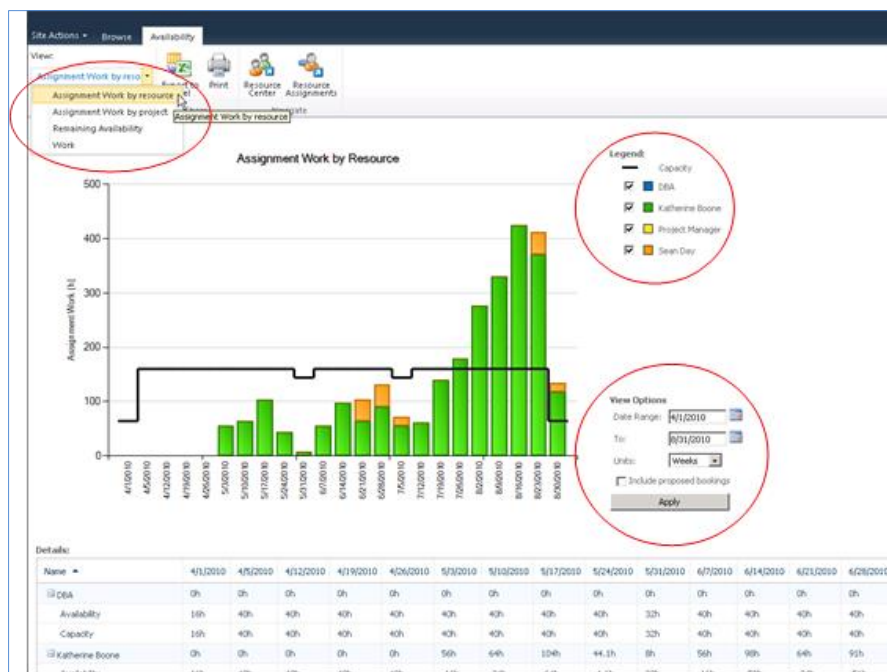 Site Actions Browse Availability
View:
Assignment Work by reso
Assignment Work by resource
Assignment Work by project
Remaining Availability
Work
Print
Resource Center
Resource Assignments
Assignment Work by resource
Assignment Work by Resource
Assignment Work [h]
500
400
300
200
100
0
4/1/2010 4/5/2010 4/12/2010 4/19/2010 4/26/2010 5/3/2010 5/10/2010 5/17/2010 5/24/2010 5/31/2010 6/7/2010 6/14/2010 6/21/2010 6/28/2010 7/5/2010 7/12/2010 7/19/2010 7/26/2010 8/2/2010 8/9/2010 8/16/2010 8/23/2010 8/30/2010
Legend:
Capacity
DBA
Katherine Boone
Project Manager
Sean Day
View Options
Date Range: 4/1/2010
To: 8/31/2010
Units: Weeks
Include proposed bookings
Apply
Details:
Name 4/1/2010 4/5/2010 4/12/2010 4/19/2010 4/26/2010 5/3/2010 5/10/2010 5/17/2010 5/24/2010 5/31/2010 6/7/2010 6/14/2010 6/21/2010 6/28/2010
DBA 0h 0h 0h 0h 0h 0h 0h 0h 0h 0h 0h 0h 0h 0h
Availability 16h 40h 40h 40h 40h 40h 40h 40h 40h 32h 40h 40h 40h 40h
Capacity 16h 40h 40h 40h 40h 40h 40h 40h 40h 32h 40h 40h 40h 40h
Katherine Boone 0h 0h 0h 0h 0h 56h 64h 104h 44.1h 8h 56h 98h 64h 91h